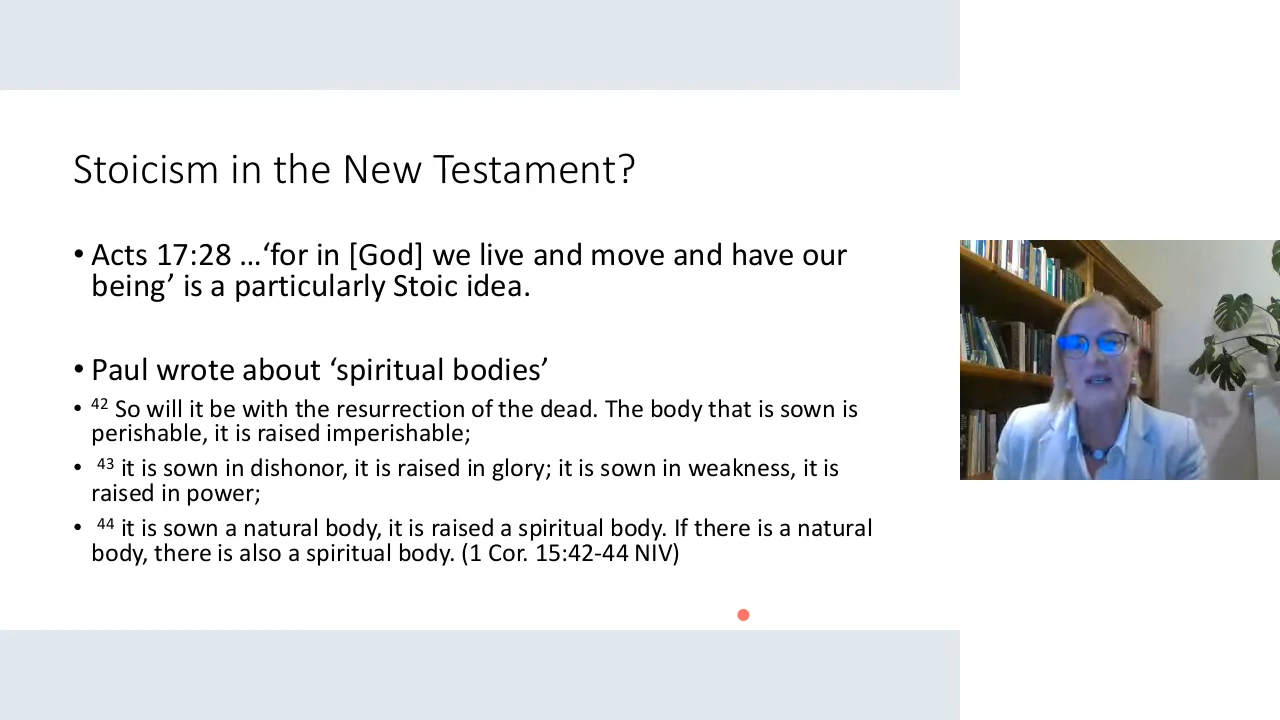 Stoicism in the New Testament?
• Acts 17:28 …‘for in [God] we live and move and have our
being’ is a particularly Stoic idea.
• Paul wrote about ‘spiritual bodies’
• 42 So will it be with the resurrection of the dead. The body that is sown is
perishable, it is raised imperishable;
• 43 it is sown in dishonor, it is raised in glory; it is sown in weakness, it is
raised in power;
• 44 it is sown a natural body, it is raised a spiritual body. If there is a natural
body, there is also a spiritual body. (1 Cor. 15:42-44 NIV)